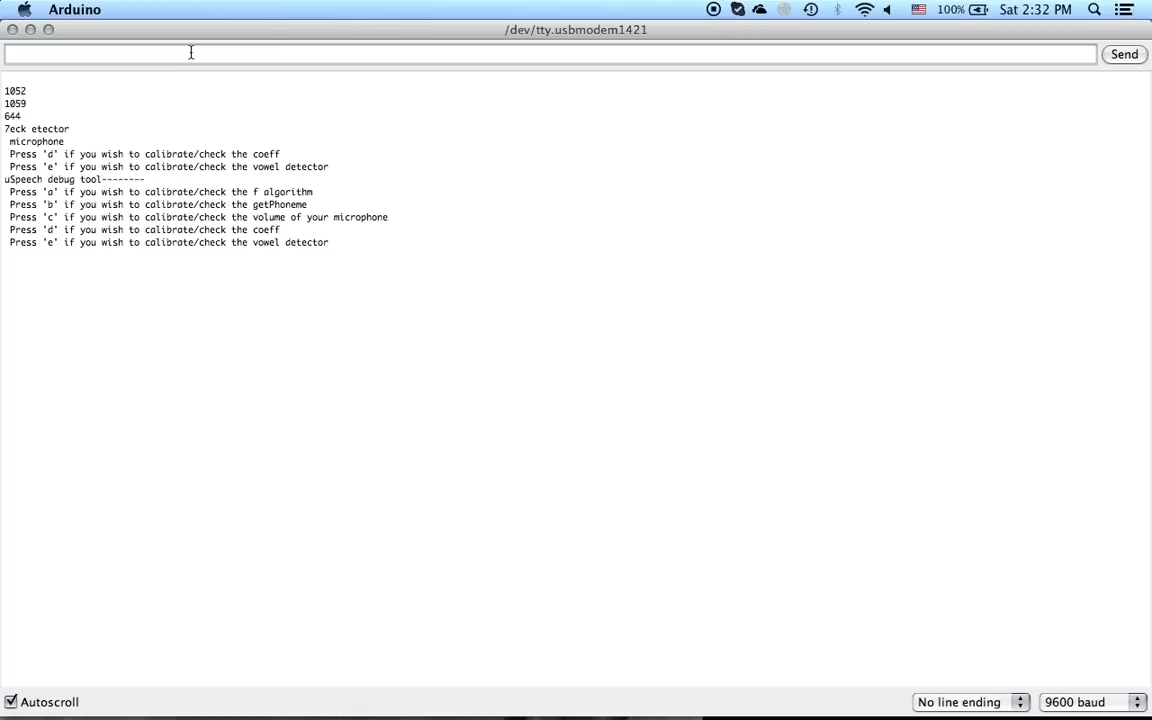 Arduino
100%
Sat 2:32 PM
/dev/tty.usbmodem1421
Send
1052
1059
644
7eck etector
microphone
Press 'd' if you wish to calibrate/check the coeff
Press 'e' if you wish to calibrate/check the vowel detector
uSpeech debug tool--------
Press 'a' if you wish to calibrate/check the f algorithm
Press 'b' if you wish to calibrate/check the getPhoneme
Press 'c' if you wish to calibrate/check the volume of your microphone
Press 'd' if you wish to calibrate/check the coeff
Press 'e' if you wish to calibrate/check the vowel detector
Autoscroll
No line ending
9600 baud